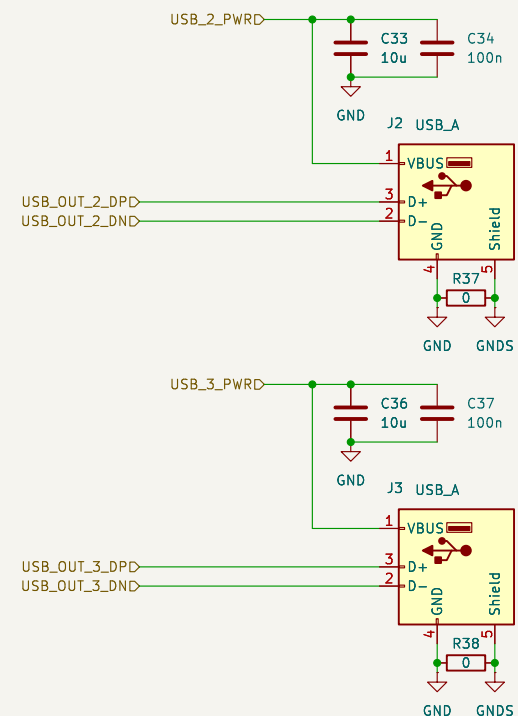 USB_2_PWR
C33
10u
C34
100n
GND
J2
USB_A
1
VBUS
USB_OUT_2_DP
3
D+
USB_OUT_2_DN
2
D-
GND
Shield
4
5
R37
0
GND
GNDS
USB_3_PWR
C36
10u
C37
100n
GND
J3
USB_A
1
VBUS
USB_OUT_3_DP
3
D+
USB_OUT_3_DN
2
D-
GND
Shield
4
5
R38
0
GND
GNDS